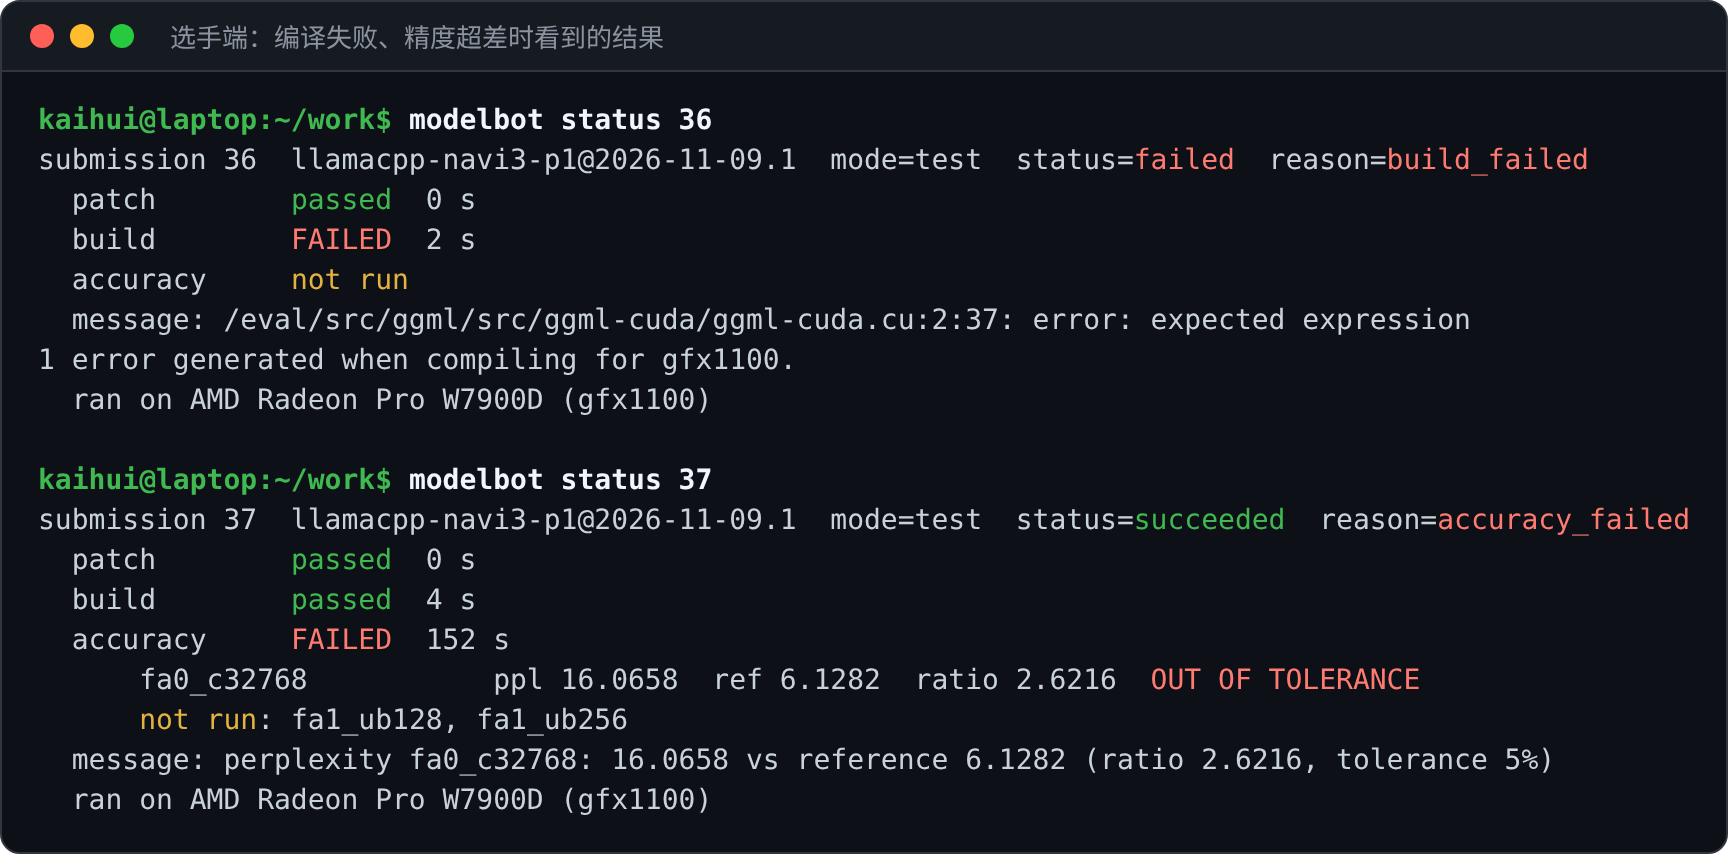 选手端：编译失败、精度超差时看到的结果
kaihui@laptop:~/work$ modelbot status 36
submission 36  llamacpp-navi3-p1@2026-11-09.1  mode=test  status=failed  reason=build_failed
  patch        passed  0 s
  build        FAILED  2 s
  accuracy     not run
  message: /eval/src/ggml/src/ggml-cuda/ggml-cuda.cu:2:37: error: expected expression
1 error generated when compiling for gfx1100.
  ran on AMD Radeon Pro W7900D (gfx1100)
kaihui@laptop:~/work$ modelbot status 37
submission 37  llamacpp-navi3-p1@2026-11-09.1  mode=test  status=succeeded  reason=accuracy_failed
  patch        passed  0 s
  build        passed  4 s
  accuracy     FAILED  152 s
      fa0_c32768           ppl 16.0658  ref 6.1282  ratio 2.6216  OUT OF TOLERANCE
      not run: fa1_ub128, fa1_ub256
  message: perplexity fa0_c32768: 16.0658 vs reference 6.1282 (ratio 2.6216, tolerance 5%)
  ran on AMD Radeon Pro W7900D (gfx1100)